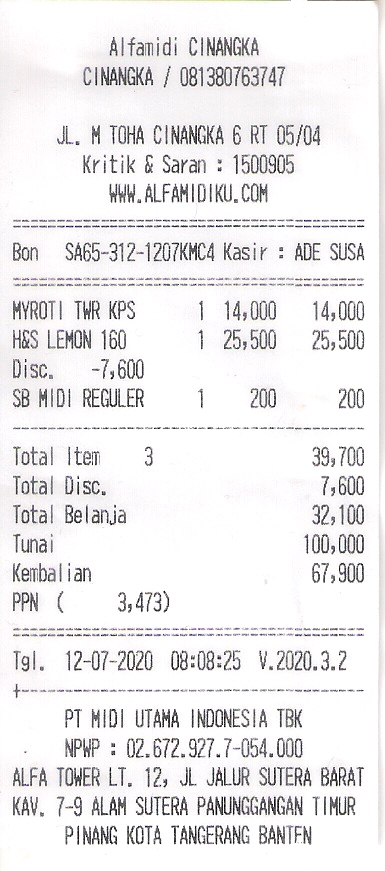 Alfamidi CINANGKA
CINANGKA / 081380763747
JL. M TOHA CINANGKA 6 RT 05/04
Kritik & Saran : 1500905
WWW.ALFAMIDIKU.COM
================================
Bon SA65-312-1207KMC4 Kasir : ADE SUSA
================================
MYROTI TWR KPS 1 14,000 14,000
H&S LEMON 160 1 25,500 25,500
Disc. -7,600
SB MIDI REGULER 1 200 200
----------------------------------------
Total Item 3 39,700
Total Disc. 7,600
Total Belanja 32,100
Tunai 100,000
Kembalian 67,900
PPN ( 3,473)
================================
Tgl. 12-07-2020 08:08:25 V.2020.3.2
+---------------------------------------
PT MIDI UTAMA INDONESIA TBK
NPWP : 02.672.927.7-054.000
ALFA TOWER LT. 12, JL JALUR SUTERA BARAT
KAV. 7-9 ALAM SUTERA PANUNGGANGAN TIMUR
PINANG KOTA TANGERANG BANTEN